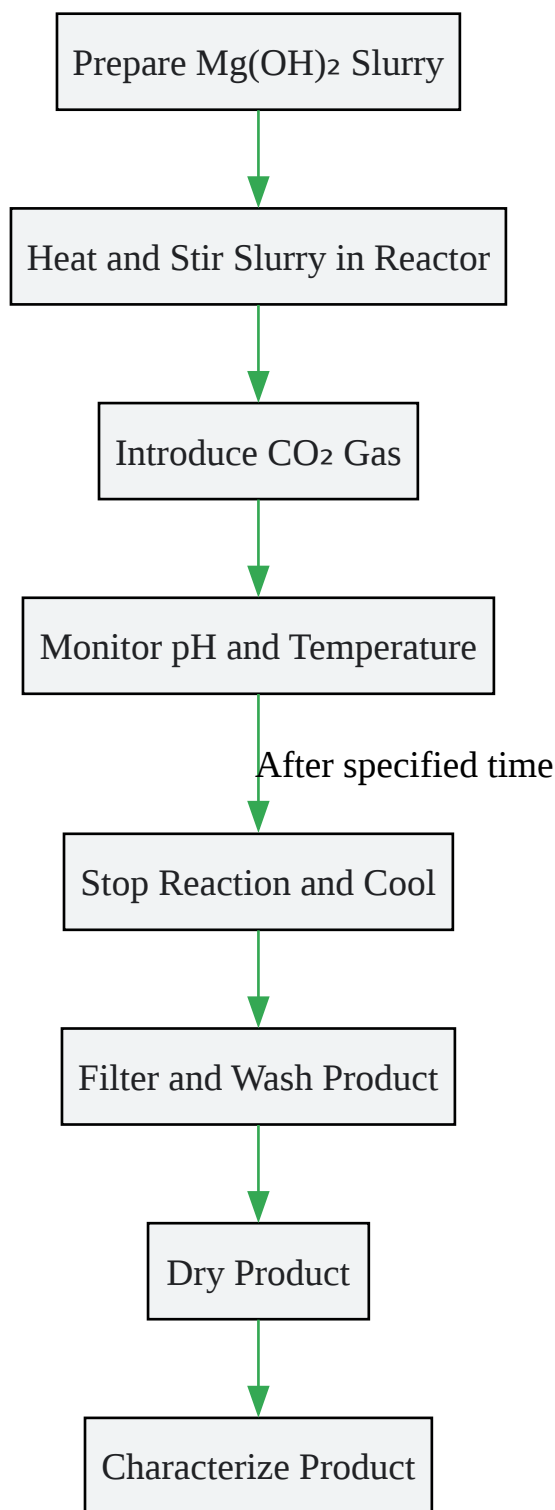 Prepare Mg(OH)₂ Slurry
Heat and Stir Slurry in Reactor
Introduce CO₂ Gas
Monitor pH and Temperature
After specified time
Stop Reaction and Cool
Filter and Wash Product
Dry Product
Characterize Product